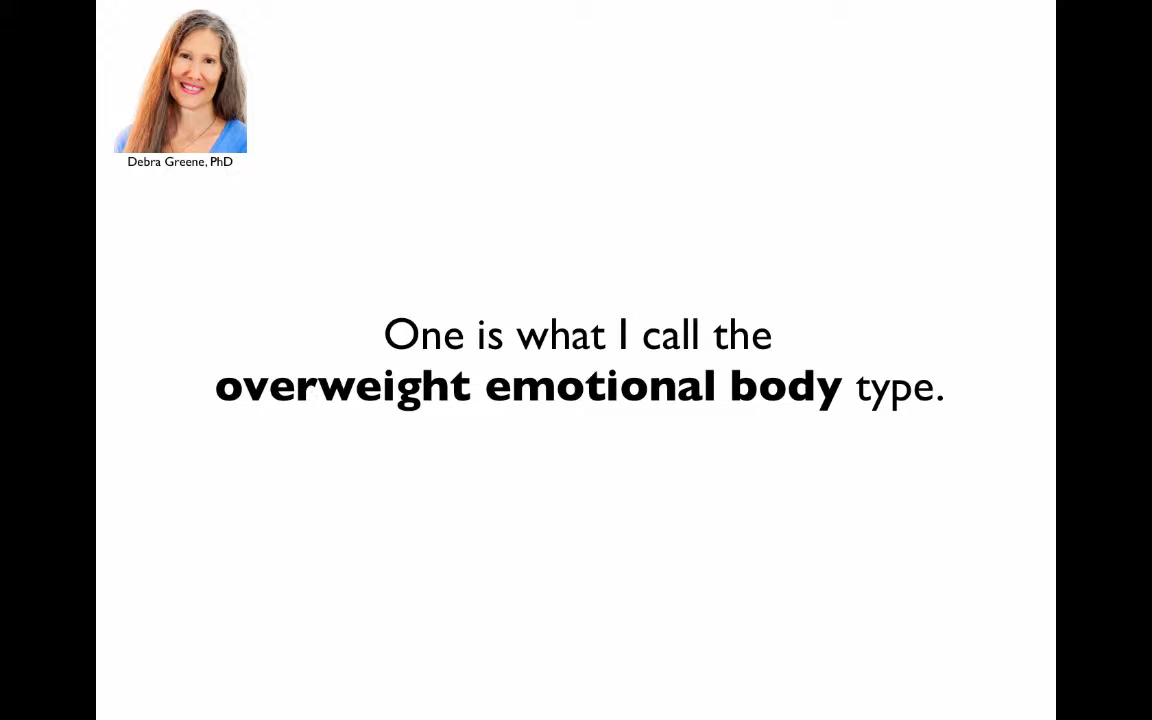 Debra Greene, PhD
One is what I call the
overweight emotional body type.